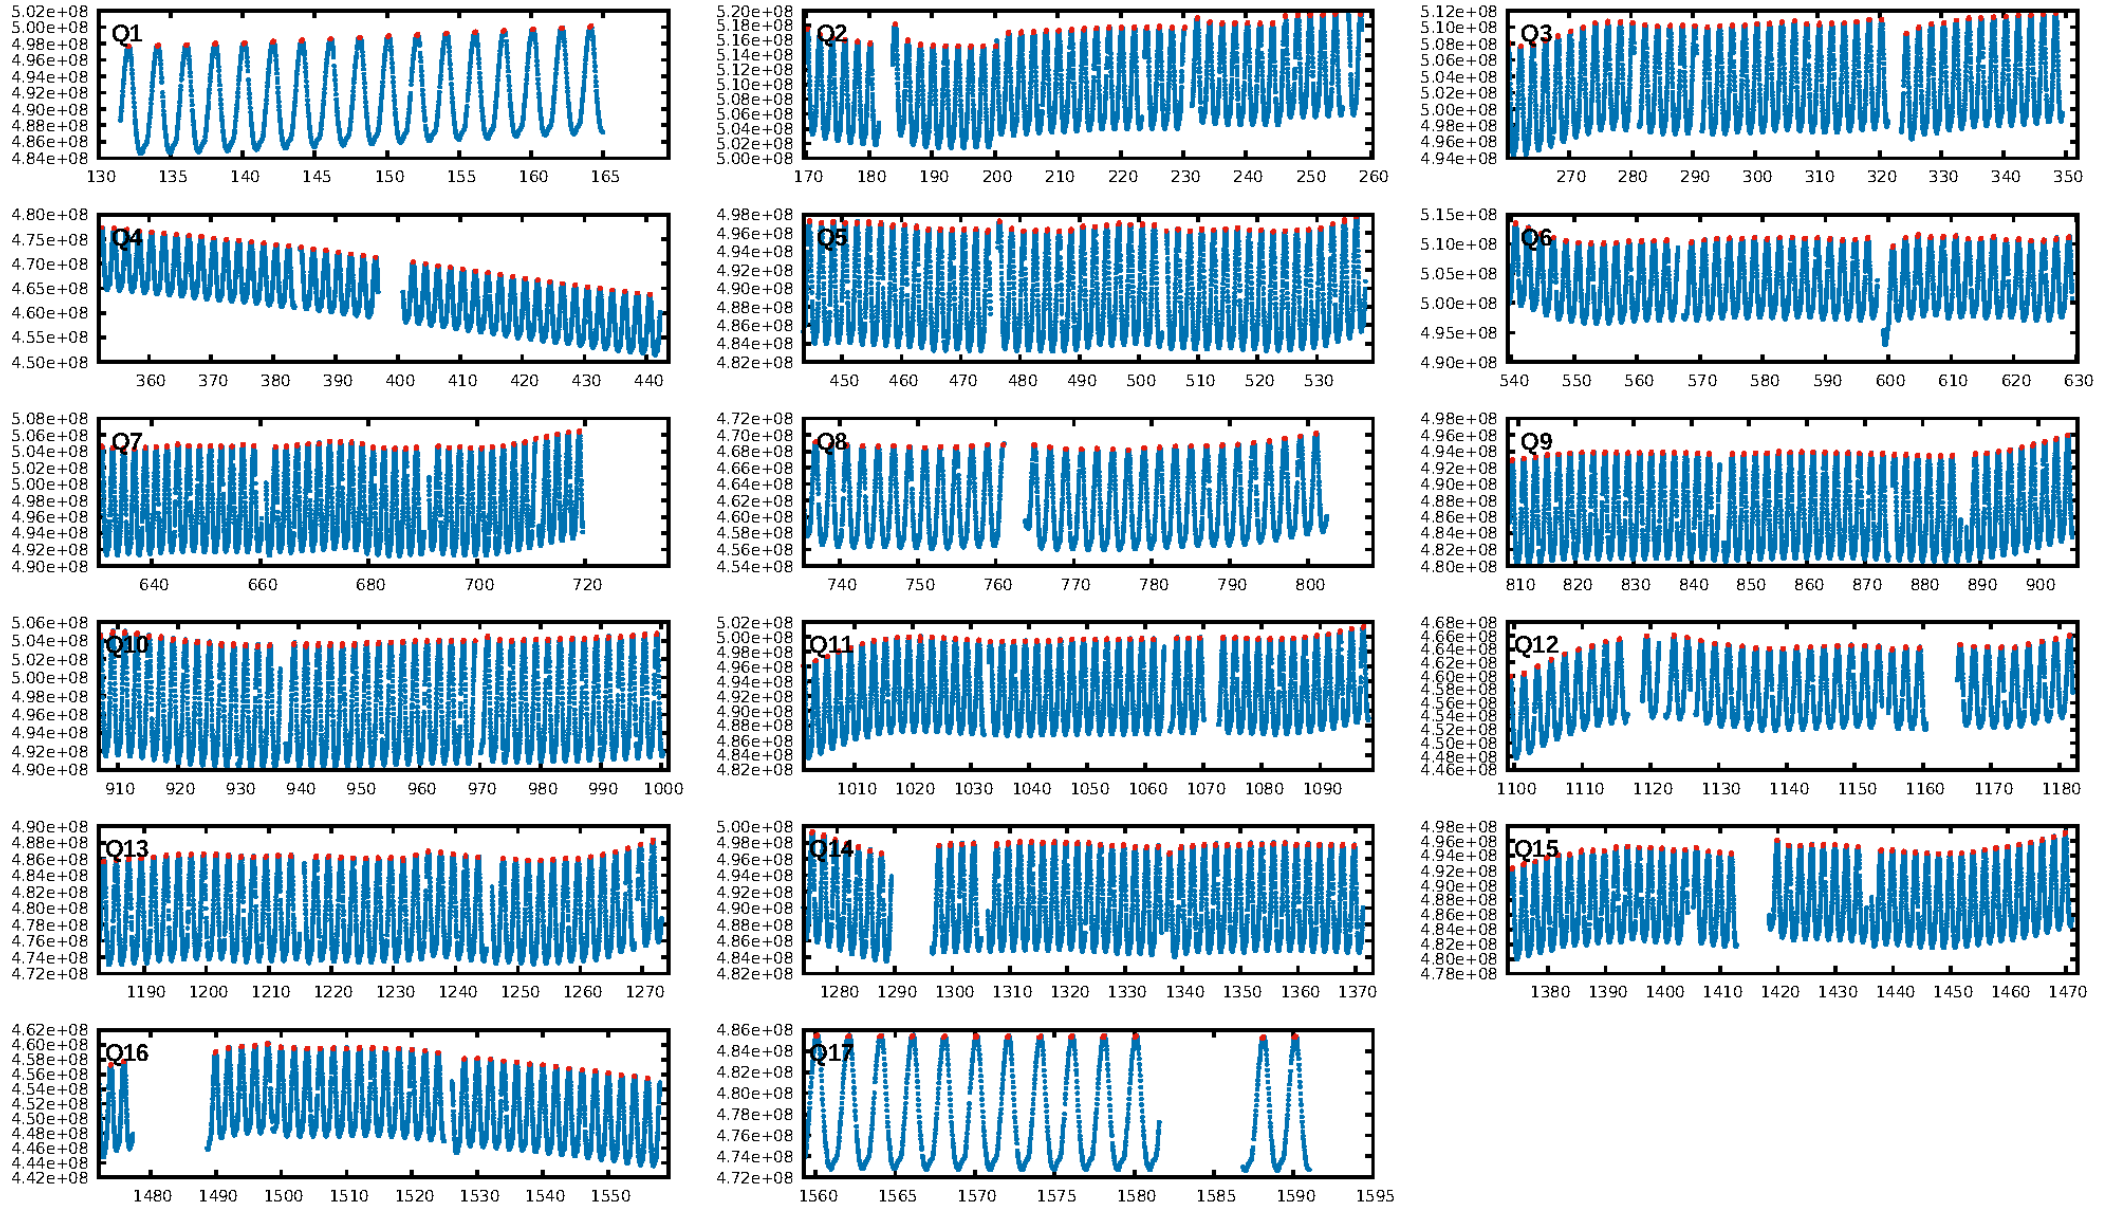 5.02e+08
5.00e+08
4.98e+08
4.96e+08
4.94e+08
4.92e+08
4.90e+08
4.88e+08
4.86e+08
4.84e+08
Q1
130 135 140 145 150 155 160 165
5.20e+08
5.18e+08
5.16e+08
5.14e+08
5.12e+08
5.10e+08
5.08e+08
5.06e+08
5.04e+08
5.02e+08
5.00e+08
Q2
170 180 190 200 210 220 230 240 250 260
5.12e+08
5.10e+08
5.08e+08
5.06e+08
5.04e+08
5.02e+08
5.00e+08
4.98e+08
4.96e+08
4.94e+08
Q3
270 280 290 300 310 320 330 340 350
4.80e+08
4.75e+08
4.70e+08
4.65e+08
4.60e+08
4.55e+08
4.50e+08
Q4
360 370 380 390 400 410 420 430 440
4.98e+08
4.96e+08
4.94e+08
4.92e+08
4.90e+08
4.88e+08
4.86e+08
4.84e+08
4.82e+08
Q5
450 460 470 480 490 500 510 520 530
5.15e+08
5.10e+08
5.05e+08
5.00e+08
4.95e+08
4.90e+08
Q6
540 550 560 570 580 590 600 610 620 630
5.08e+08
5.06e+08
5.04e+08
5.02e+08
5.00e+08
4.98e+08
4.96e+08
4.94e+08
4.92e+08
4.90e+08
Q7
640 660 680 700 720
4.72e+08
4.70e+08
4.68e+08
4.66e+08
4.64e+08
4.62e+08
4.60e+08
4.58e+08
4.56e+08
4.54e+08
Q8
740 750 760 770 780 790 800
4.98e+08
4.96e+08
4.94e+08
4.92e+08
4.90e+08
4.88e+08
4.86e+08
4.84e+08
4.82e+08
4.80e+08
Q9
810 820 830 840 850 860 870 880 890 900
5.06e+08
5.04e+08
5.02e+08
5.00e+08
4.98e+08
4.96e+08
4.94e+08
4.92e+08
4.90e+08
Q10
910 920 930 940 950 960 970 980 990 1000
5.02e+08
5.00e+08
4.98e+08
4.96e+08
4.94e+08
4.92e+08
4.90e+08
4.88e+08
4.86e+08
4.84e+08
4.82e+08
Q11
1010 1020 1030 1040 1050 1060 1070 1080 1090
4.68e+08
4.66e+08
4.64e+08
4.62e+08
4.60e+08
4.58e+08
4.56e+08
4.54e+08
4.52e+08
4.50e+08
4.48e+08
4.46e+08
Q12
1100 1110 1120 1130 1140 1150 1160 1170 1180
4.90e+08
4.88e+08
4.86e+08
4.84e+08
4.82e+08
4.80e+08
4.78e+08
4.76e+08
4.74e+08
4.72e+08
Q13
1190 1200 1210 1220 1230 1240 1250 1260 1270
5.00e+08
4.98e+08
4.96e+08
4.94e+08
4.92e+08
4.90e+08
4.88e+08
4.86e+08
4.84e+08
4.82e+08
Q14
1280 1290 1300 1310 1320 1330 1340 1350 1360 1370
4.98e+08
4.96e+08
4.94e+08
4.92e+08
4.90e+08
4.88e+08
4.86e+08
4.84e+08
4.82e+08
4.80e+08
4.78e+08
Q15
1380 1390 1400 1410 1420 1430 1440 1450 1460 1470
4.62e+08
4.60e+08
4.58e+08
4.56e+08
4.54e+08
4.52e+08
4.50e+08
4.48e+08
4.46e+08
4.44e+08
4.42e+08
Q16
1480 1490 1500 1510 1520 1530 1540 1550
4.86e+08
4.84e+08
4.82e+08
4.80e+08
4.78e+08
4.76e+08
4.74e+08
4.72e+08
Q17
1560 1565 1570 1575 1580 1585 1590 1595